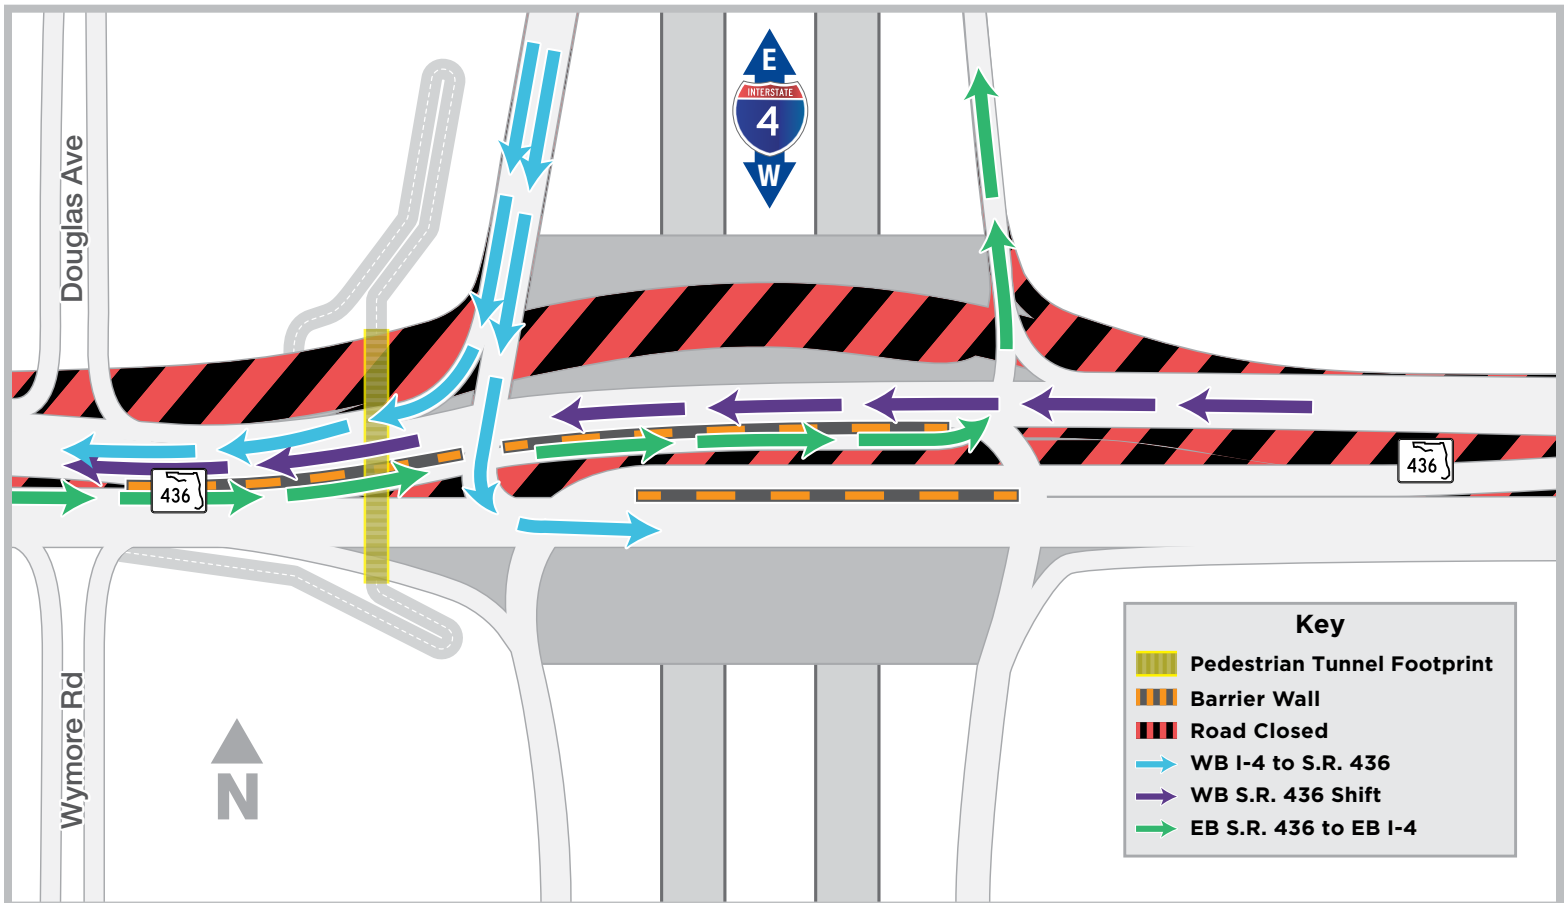 E
INTERSTATE
4
W
Douglas Ave
436
436
Wymore Rd
N
Key
Pedestrian Tunnel Footprint
Barrier Wall
Road Closed
WB I-4 to S.R. 436
WB S.R. 436 Shift
EB S.R. 436 to EB I-4